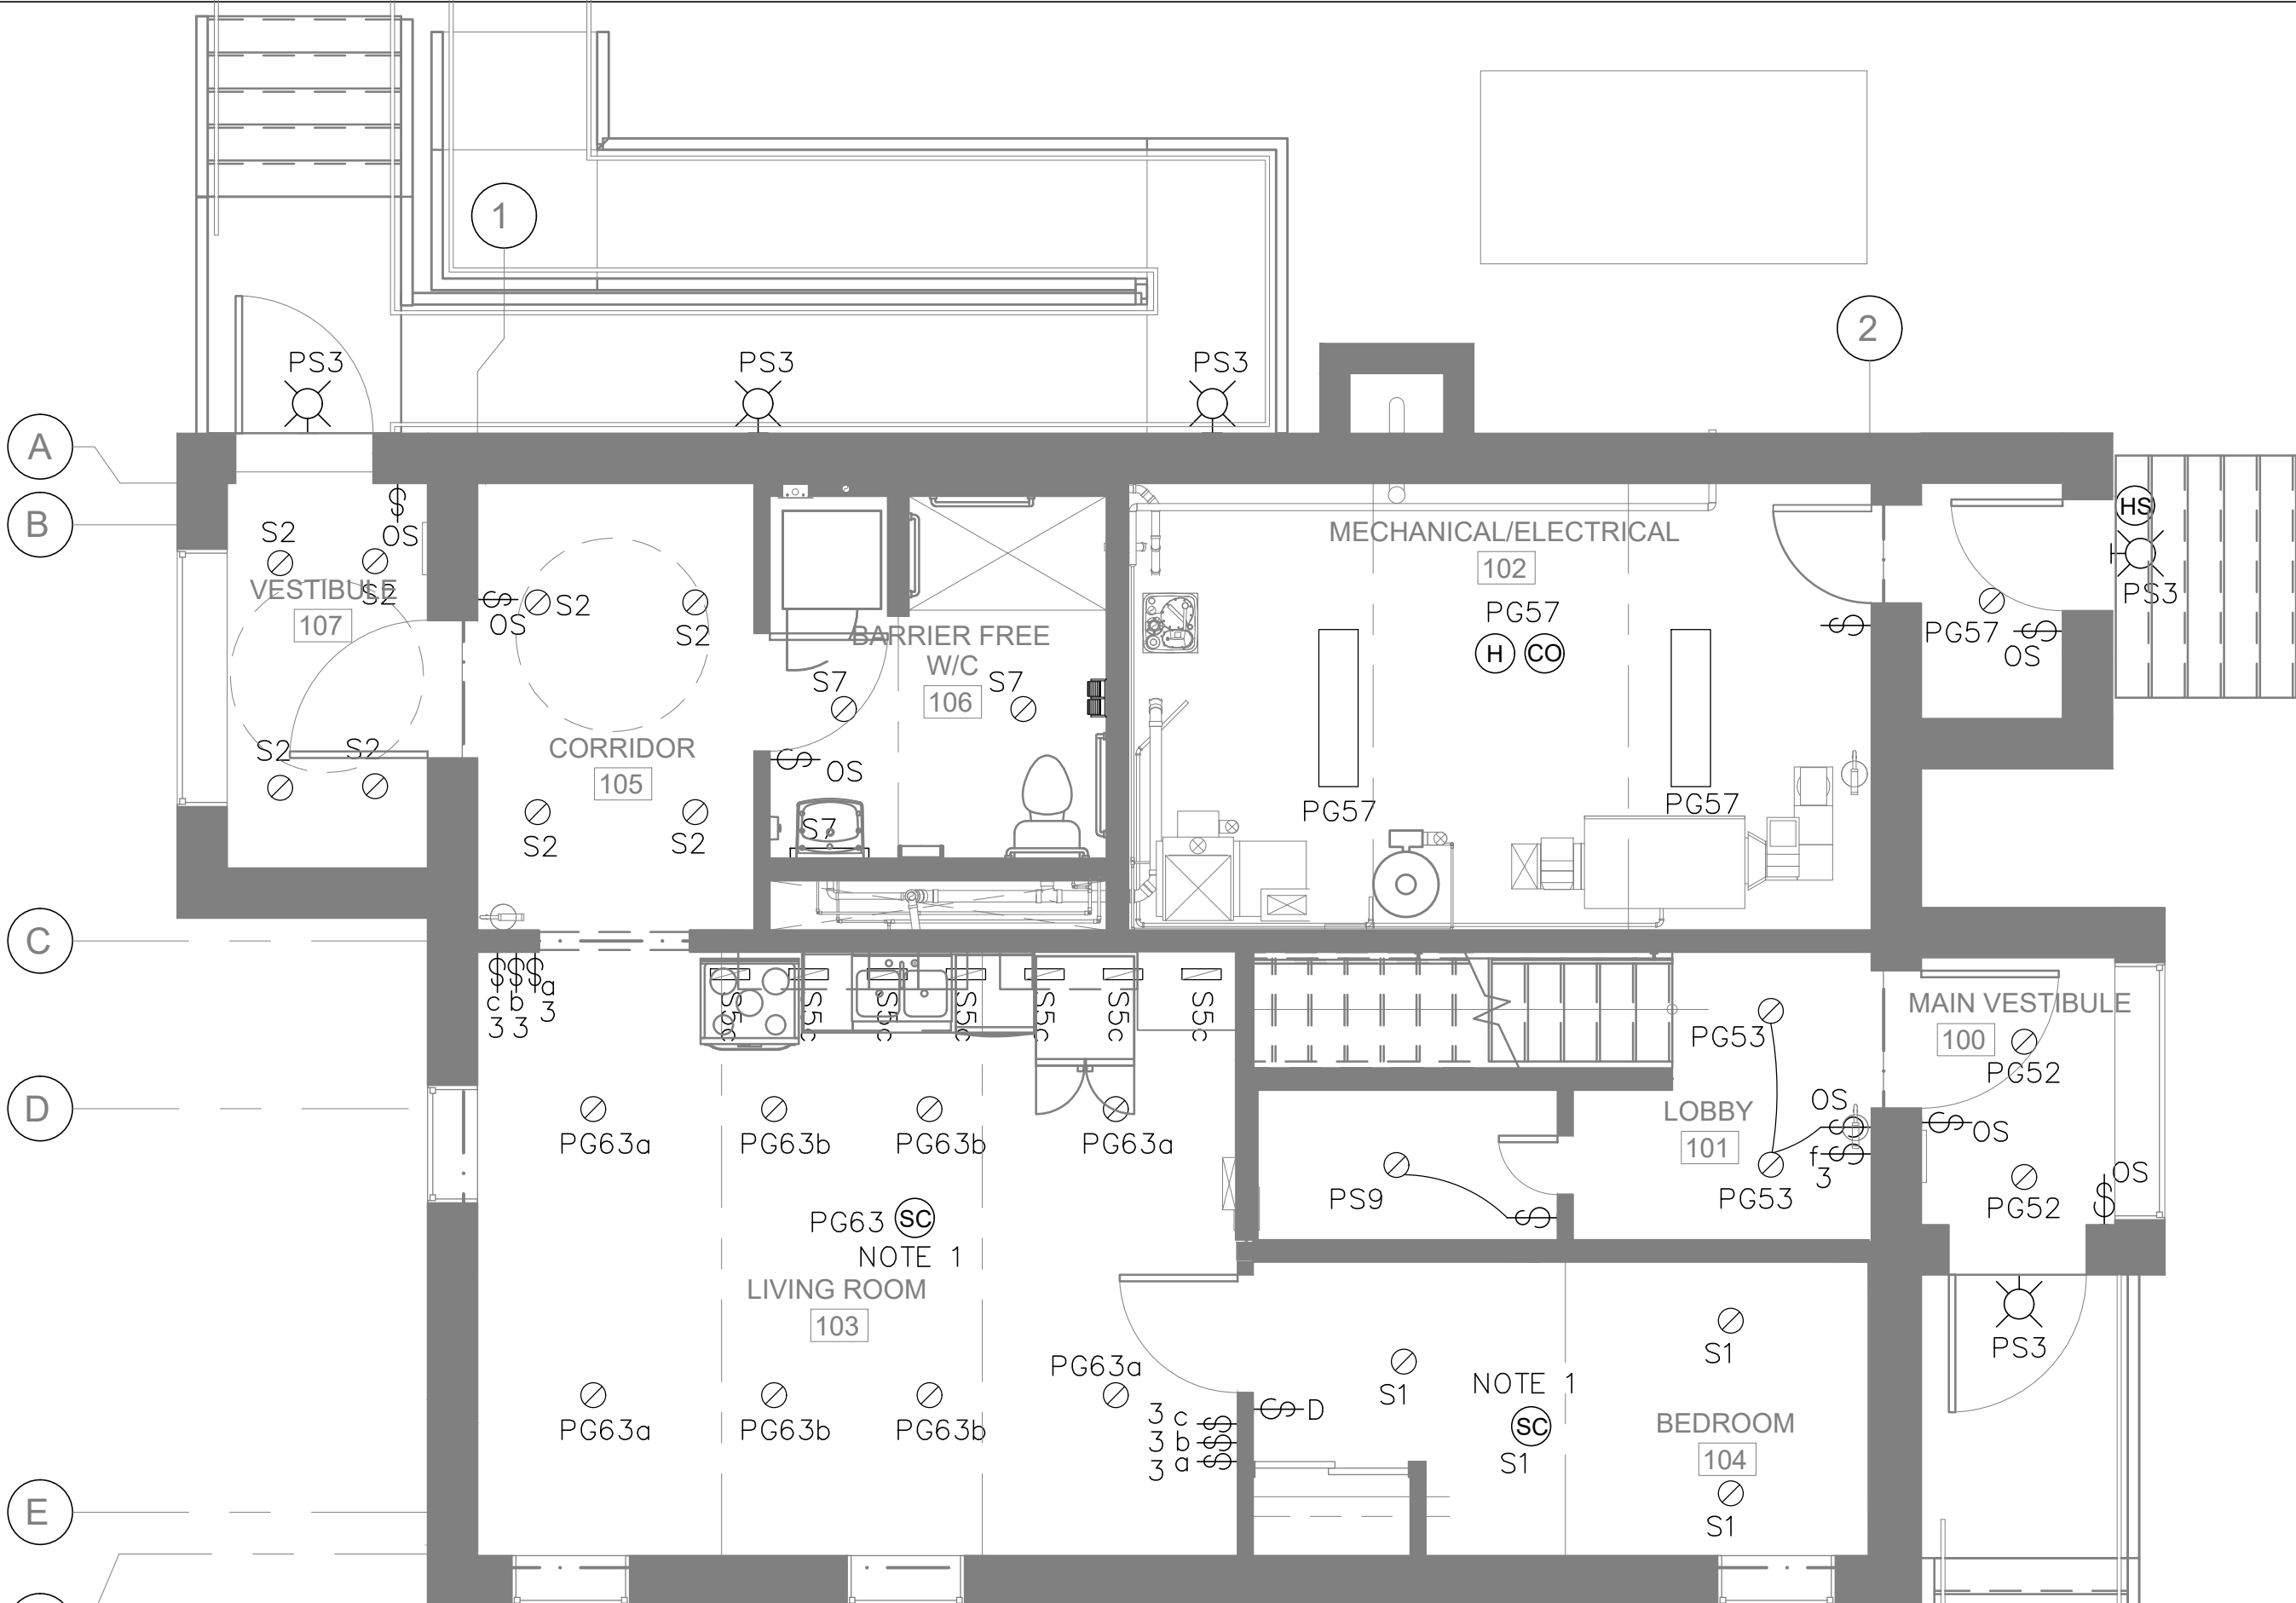 1
2
PS3
PS3
PS3
A
B
HS
PS3
$
OS
S2
S2
VESTIBULE
107
$
OS
S2
S2
MECHANICAL/ELECTRICAL
102
PG57
H
CO
$
PG57
$
OS
BARRIER FREE
W/C
106
S7
S7
S2
S2
CORRIDOR
105
$
OS
S7
S2
S2
PG57
PG57
C
$$$
c b a
3 3 3
S5c
S5c
S5c
S5c
S5c
S5c
S5c
PG53
MAIN VESTIBULE
100
PG52
D
PG63a
PG63b
PG63b
PG63a
LOBBY
101
OS
$
f $
3
$
OS
PS9
$
PG53
PG52
OS
$
PG63
SC
NOTE 1
LIVING ROOM
103
PS3
PG63a
S1
S1
NOTE 1
SC
S1
BEDROOM
104
PG63a
PG63b
PG63b
$
D
3 c $
3 b $
3 a $
E
S1